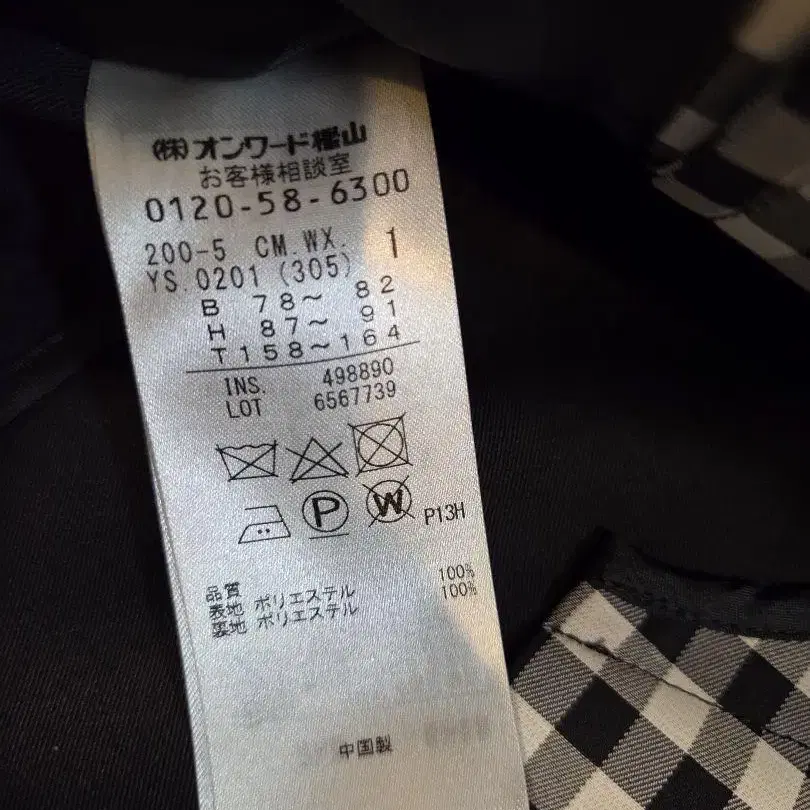 (株)オンワード樫山
お客様相談室
0120-58-6300
200-5 CM.WX. 1
YS.0201 (305)
B 78～ 82
H 87～ 91
T158～164
INS. 498890
LOT 6567739
P W P13H
品質
表地 ポリエステル 100%
裏地 ポリエステル 100%
中国製